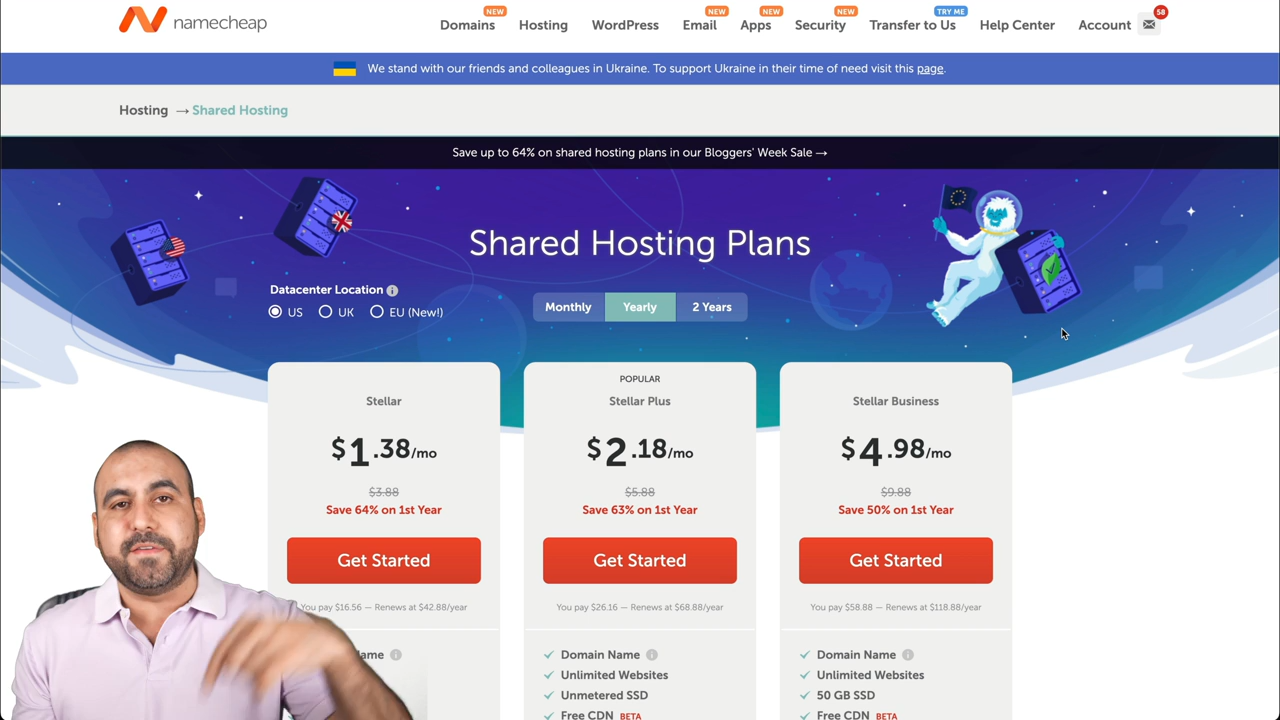 namecheap
NEW NEW NEW NEW TRY ME 58
Domains Hosting WordPress Email Apps Security Transfer to Us Help Center Account
We stand with our friends and colleagues in Ukraine. To support Ukraine in their time of need visit this page.
Hosting → Shared Hosting
Save up to 64% on shared hosting plans in our Bloggers' Week Sale →
Shared Hosting Plans
Datacenter Location i
US UK EU (New!)
Monthly Yearly 2 Years
Stellar
$1.38/mo
$3.88
Save 64% on 1st Year
Get Started
You pay $16.56 — Renews at $42.88/year
POPULAR
Stellar Plus
$2.18/mo
$5.88
Save 63% on 1st Year
Get Started
You pay $26.16 — Renews at $68.88/year
Domain Name i
Unlimited Websites
Unmetered SSD
Free CDN BETA
Stellar Business
$4.98/mo
$9.88
Save 50% on 1st Year
Get Started
You pay $58.88 — Renews at $118.88/year
Domain Name i
Unlimited Websites
50 GB SSD
Free CDN BETA